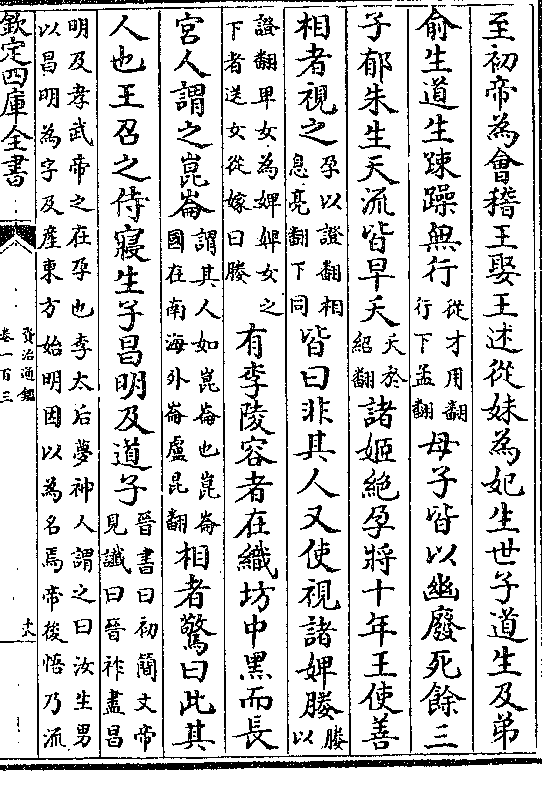 至初帝為會稽王娶王述從妹為妃生世子道生及弟
俞生道生踈躁無行從才用翻行下孟翻母子皆以幽廢死餘三
子郁朱生天流皆早夭夭於絕翻諸姬絕孕將十年王使善
相者視之孕以證翻相息亮翻下同皆曰非其人又使視諸婢媵媵以
證翻毘女為婢婢女之下者送女從嫁曰媵有李陵容者在織坊中黑而長
宮人謂之崑崙謂其人如崑崙也崑崙國在南海外崙盧昆翻相者驚曰此其
人也王召之侍寢生子昌明及道子晉書曰初簡文帝見讖曰晉祚盡昌
明及孝武帝之在孕也李太后夢神人謂之曰汝生男
以昌明為字及産東方始明因以為名焉帝後悟乃流
欽定四庫全書
資治通鑑
卷一百三
十六